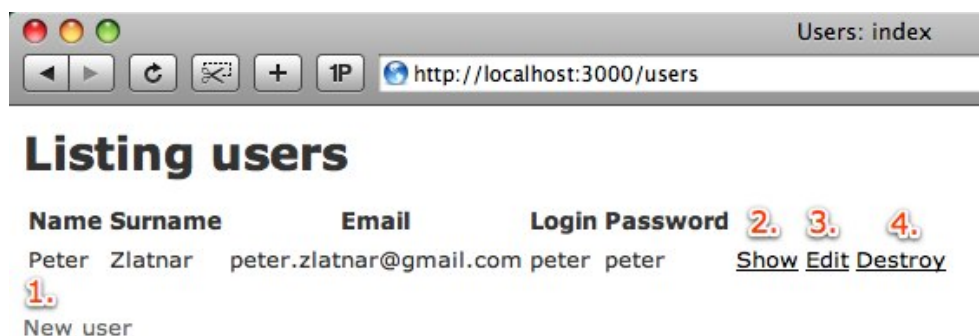 Users: index
1P http://localhost:3000/users
Listing users
Name Surname Email Login Password 2. 3. 4.
Peter Zlatnar peter.zlatnar@gmail.com peter peter Show Edit Destroy
1.
New user